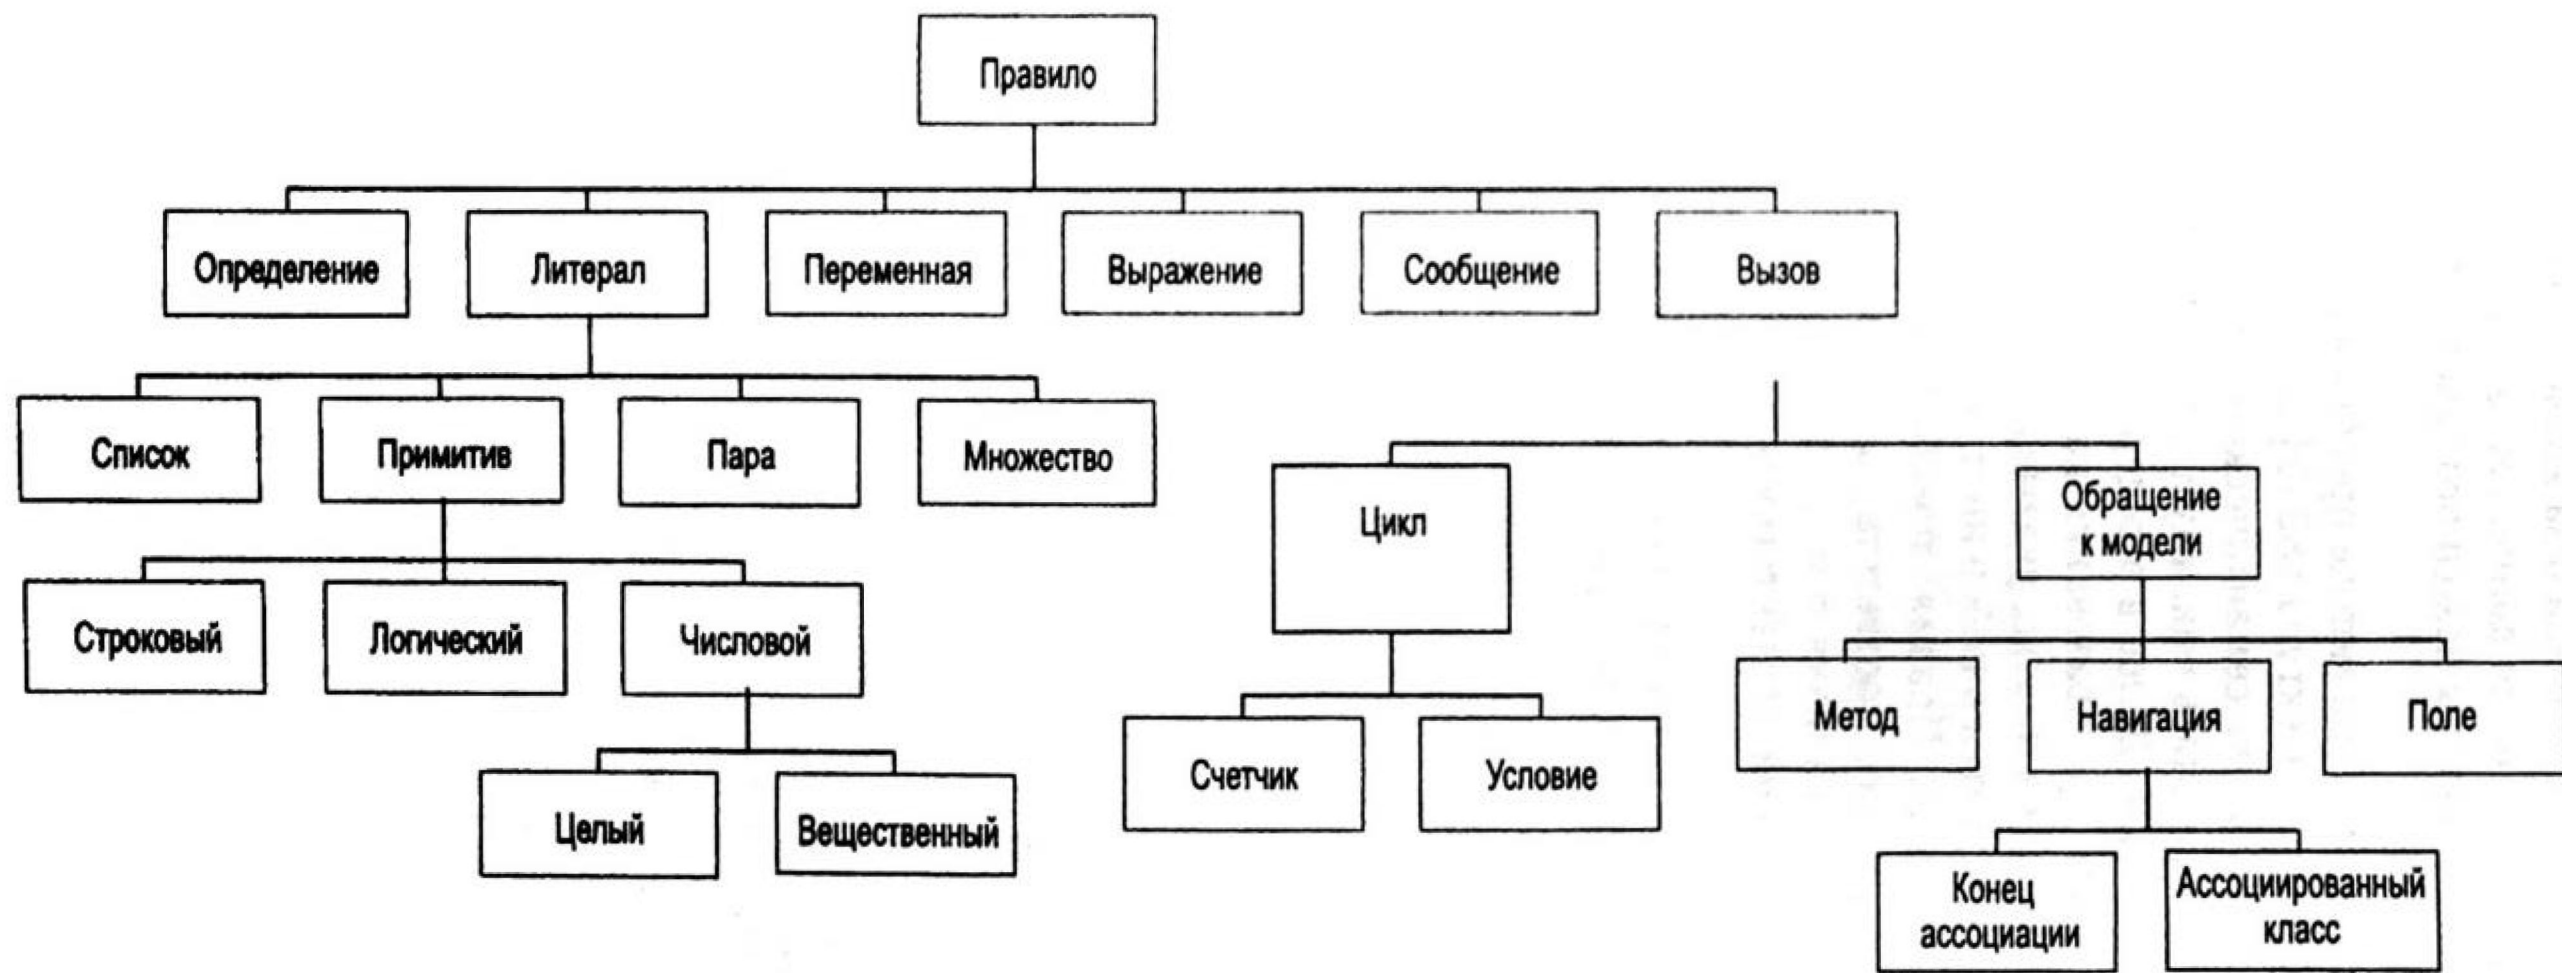 Правило
Определение
Литерал
Переменная
Выражение
Сообщение
Вызов
Список
Примитив
Пара
Множество
Цикл
Обращение
к модели
Строковый
Логический
Числовой
Метод
Навигация
Поле
Счетчик
Условие
Целый
Вещественный
Конец
ассоциации
Ассоциированный
класс